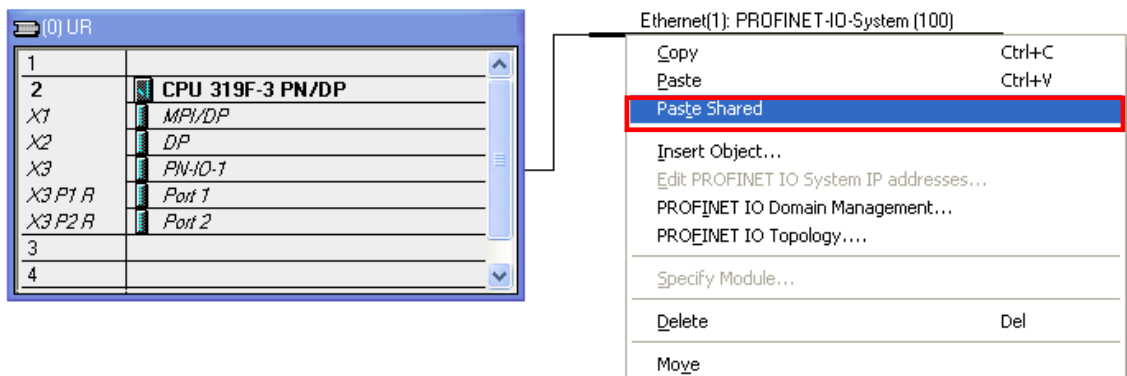 (0) UR
1
2 CPU 319F-3 PN/DP
X1 MPI/DP
X2 DP
X3 PN-IO-1
X3 P1 R Port 1
X3 P2 R Port 2
3
4
Ethernet(1): PROFINET-IO-System (100)
Copy Ctrl+C
Paste Ctrl+V
Paste Shared
Insert Object...
Edit PROFINET IO System IP addresses...
PROFINET IO Domain Management...
PROFINET IO Topology....
Specify Module...
Delete Del
Move